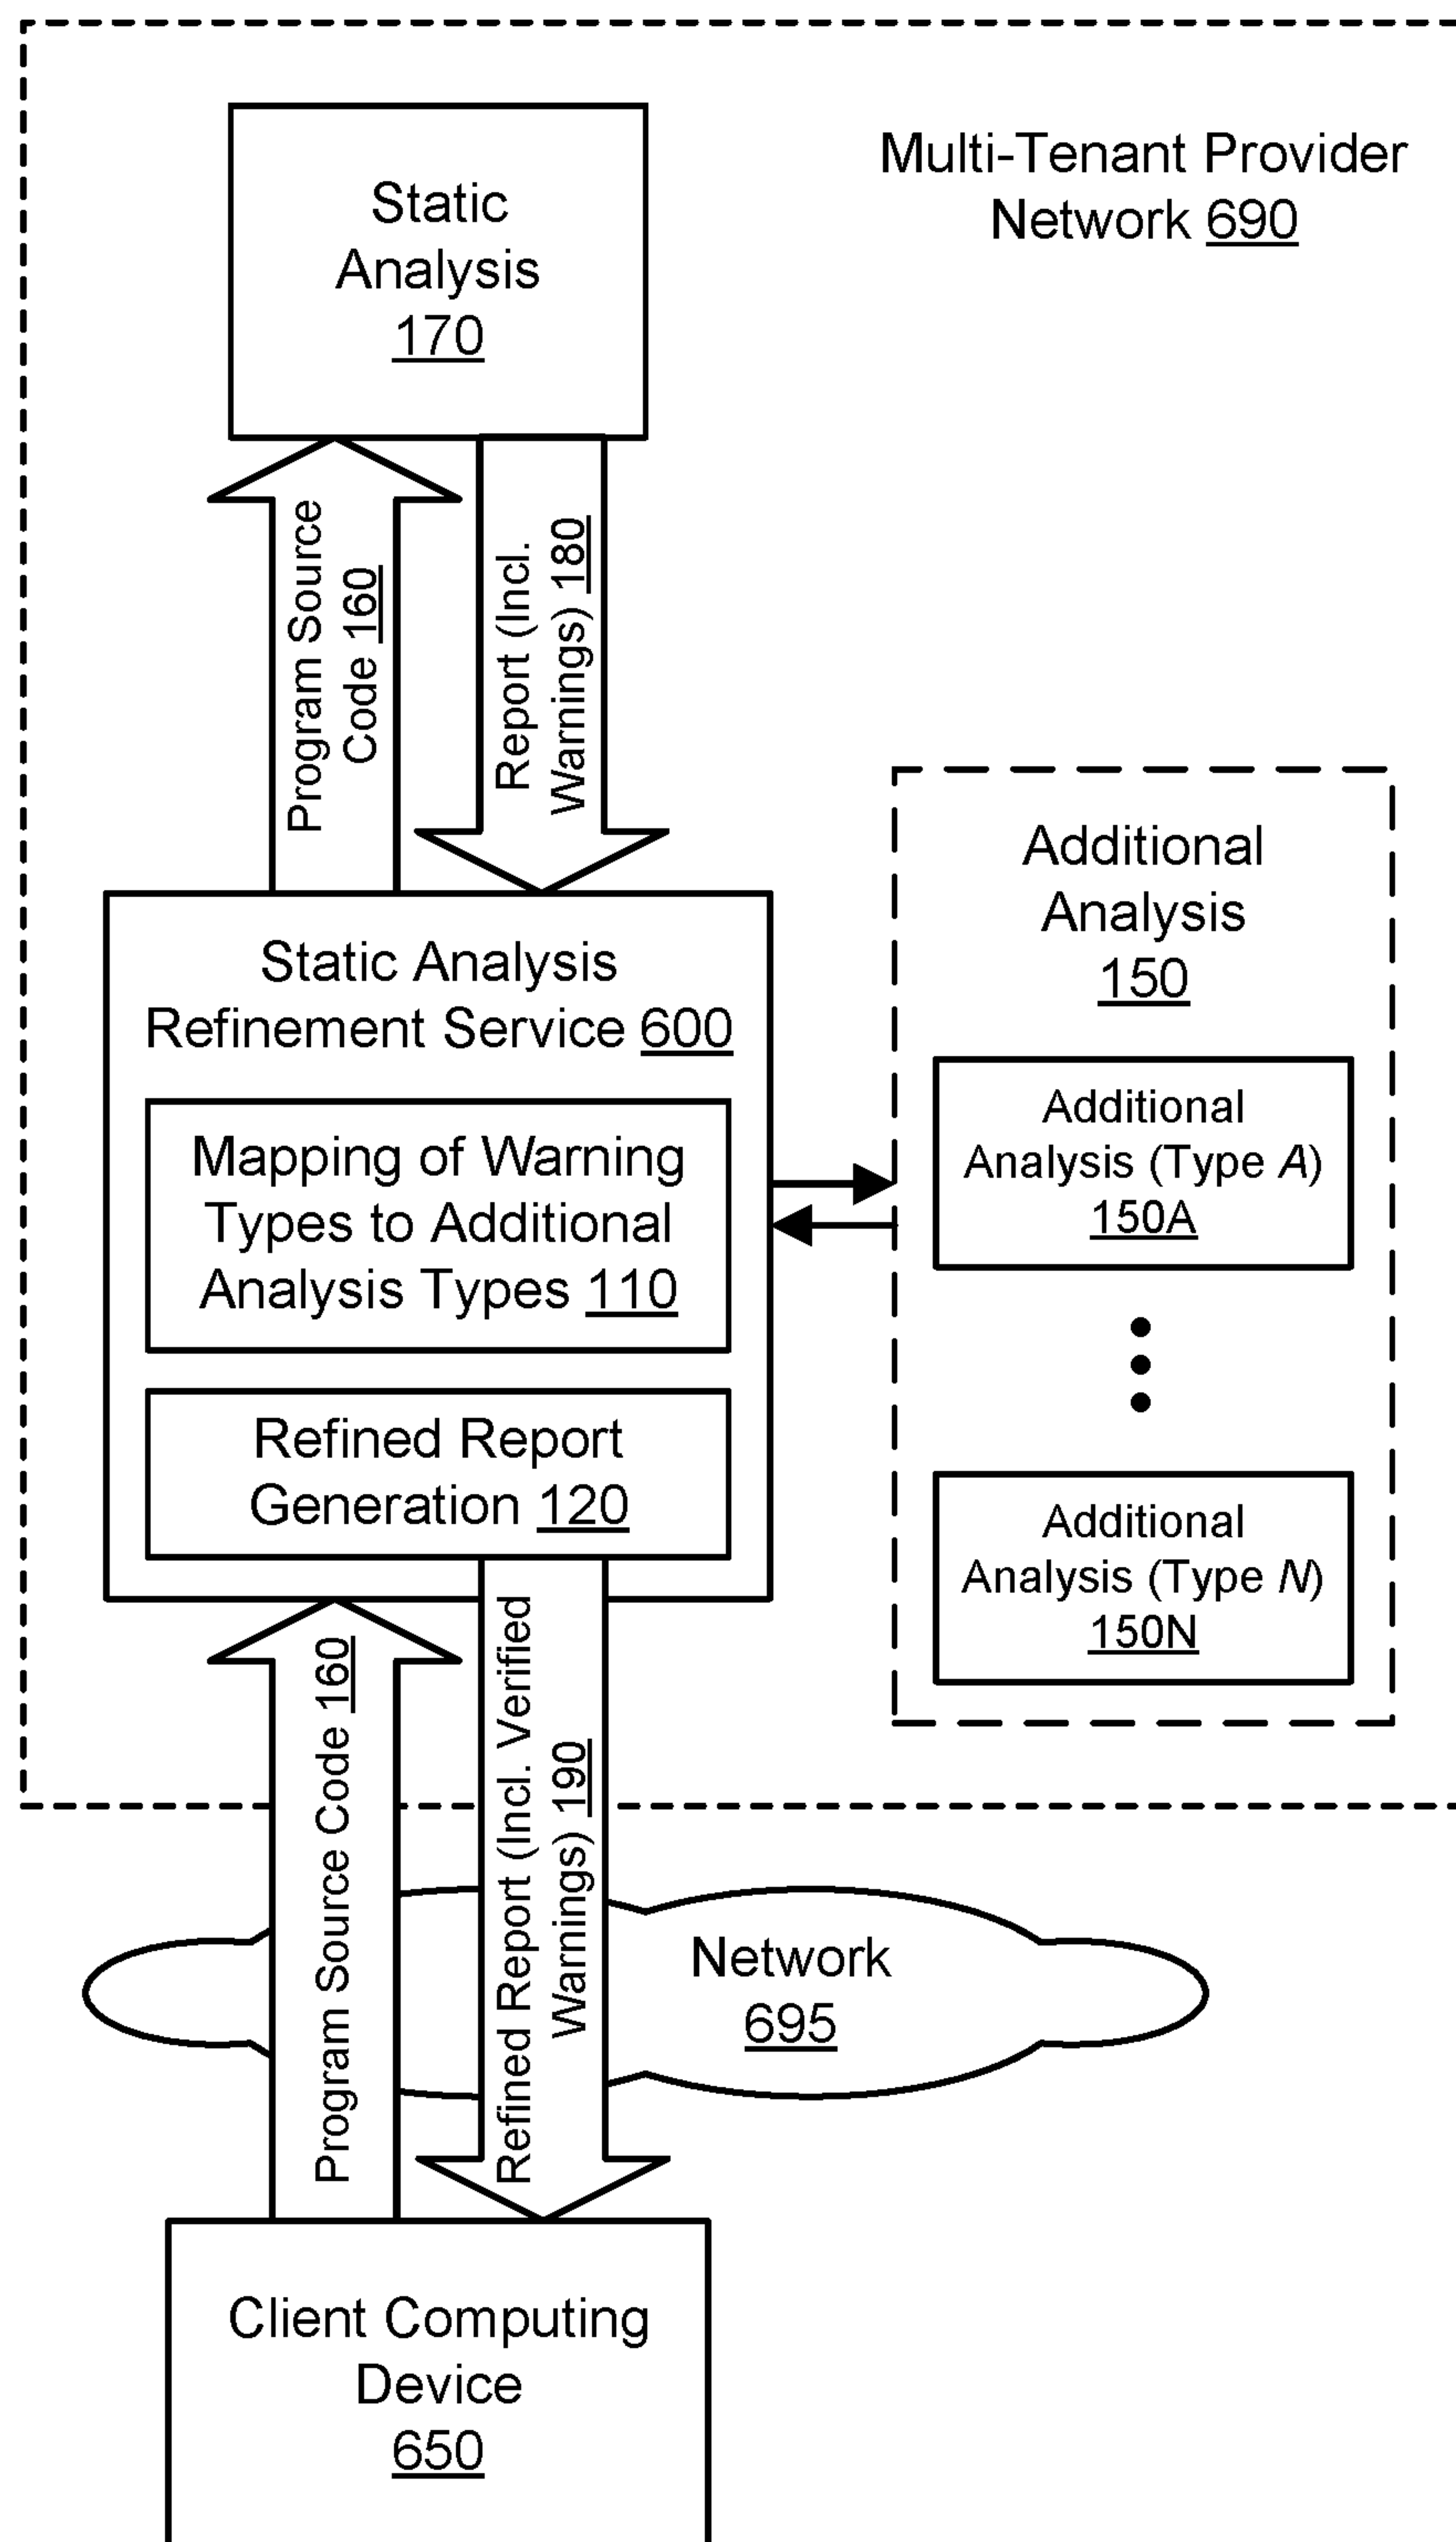 Multi-Tenant Provider
Network 690
Static
Analysis
170
Program Source
Code 160
Report (Incl.
Warnings) 180
Static Analysis
Refinement Service 600
Mapping of Warning
Types to Additional
Analysis Types 110
Refined Report
Generation 120
Additional
Analysis
150
Additional
Analysis (Type A)
150A
Additional
Analysis (Type N)
150N
Program Source Code 160
Refined Report (Incl. Verified
Warnings) 190
Network
695
Client Computing
Device
650